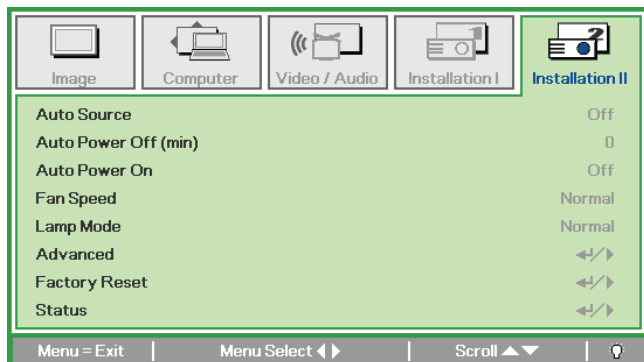 Image Computer Video / Audio Installation I Installation II
Auto Source Off
Auto Power Off (min) 0
Auto Power On Off
Fan Speed Normal
Lamp Mode Normal
Advanced
Factory Reset
Status
Menu = Exit Menu Select Scroll